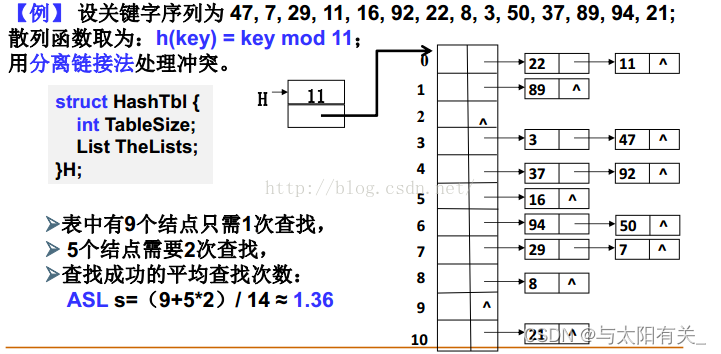 【例】 设关键字序列为 47, 7, 29, 11, 16, 92, 22, 8, 3, 50, 37, 89, 94, 21;
散列函数取为：h(key) = key mod 11；
用分离链接法处理冲突。
struct HashTbl {
int TableSize;
List TheLists;
}H;
H 11
0 22 11 ^
1 89 ^
2 ^
3 3 47 ^
4 37 92 ^
5 16 ^
6 94 50 ^
7 29 7 ^
8 8 ^
9 ^
10 21 ^
http://blog.csdn.net/
➢表中有9个结点只需1次查找，
➢ 5个结点需要2次查找，
➢查找成功的平均查找次数：
ASL s=（9+5*2）/ 14 ≈ 1.36
CSDN @与太阳有关_